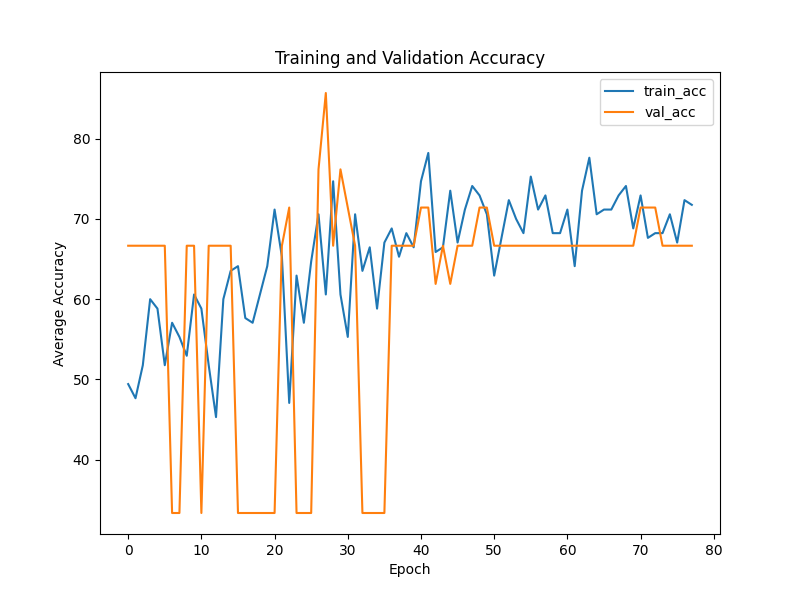 Training and Validation Accuracy
train_acc
val_acc
80
70
60
50
40
Average Accuracy
0 10 20 30 40 50 60 70 80
Epoch